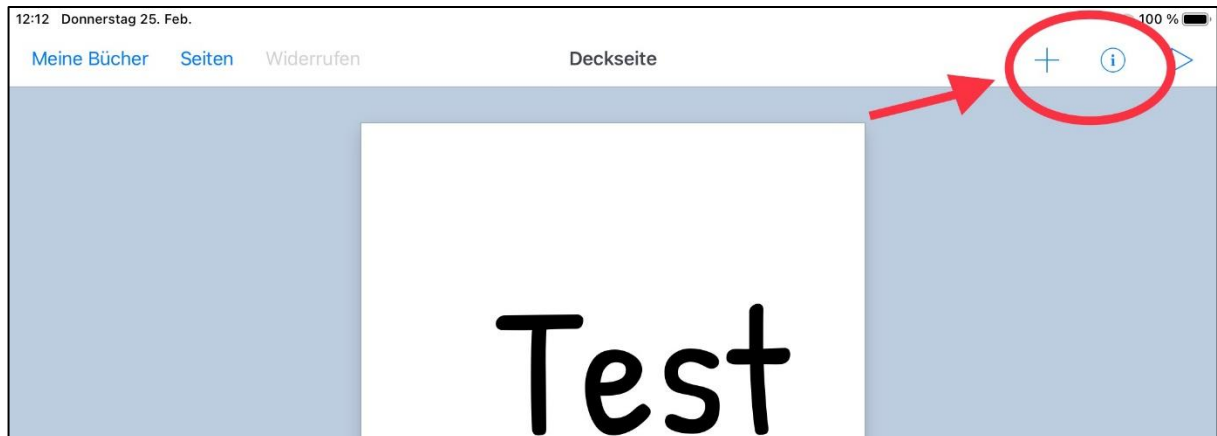 12:12 Donnerstag 25. Feb. 100 %
Meine Bücher Seiten Widerrufen Deckseite
Test